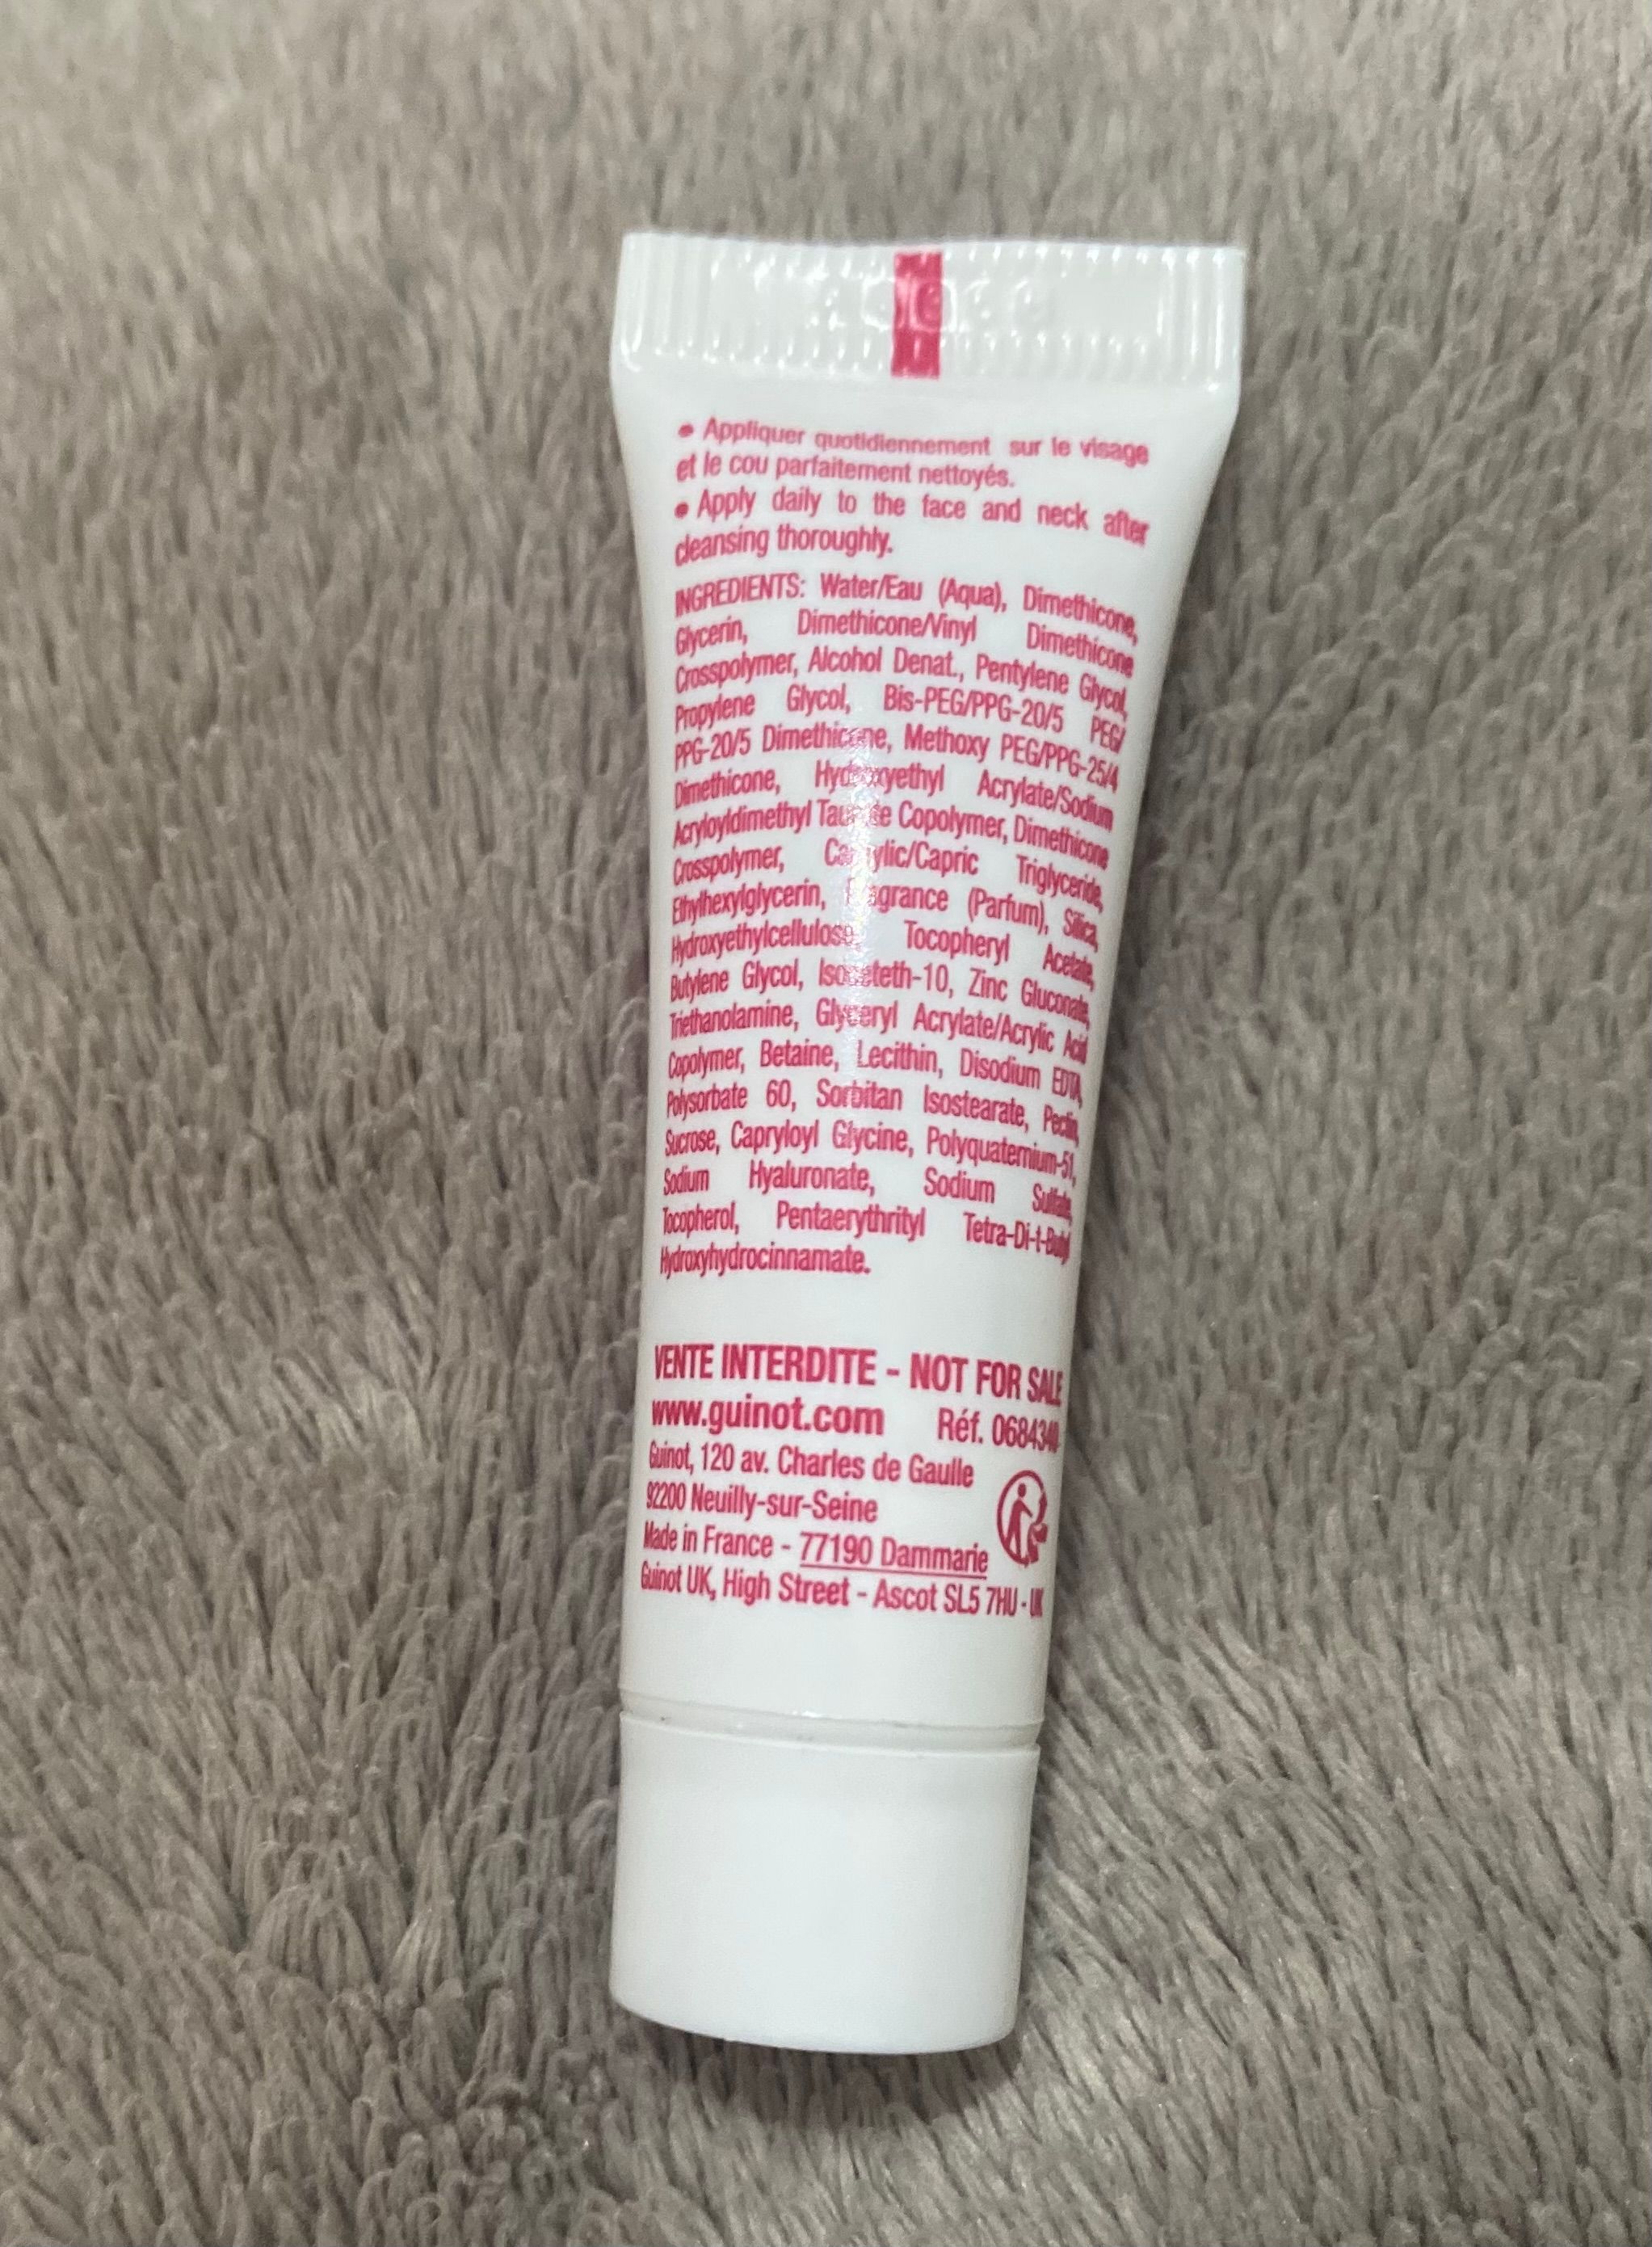 • Appliquer quotidiennement sur le visage
et le cou parfaitement nettoyés.
• Apply daily to the face and neck after
cleansing thoroughly.
INGREDIENTS: Water/Eau (Aqua), Dimethicone,
Glycerin, Dimethicone/Vinyl Dimethicone
Crosspolymer, Alcohol Denat., Pentylene Glycol,
Propylene Glycol, Bis-PEG/PPG-20/5 PEG/
PPG-20/5 Dimethicone, Methoxy PEG/PPG-25/4
Dimethicone, Hydroxyethyl Acrylate/Sodium
Acryloyldimethyl Taurate Copolymer, Dimethicone
Crosspolymer, Caprylic/Capric Triglyceride,
Ethylhexylglycerin, Fragrance (Parfum), Silica,
Hydroxyethylcellulose, Tocopheryl Acetate,
Butylene Glycol, Isoceteth-10, Zinc Gluconate,
Triethanolamine, Glyceryl Acrylate/Acrylic Acid
Copolymer, Betaine, Lecithin, Disodium EDTA,
Polysorbate 60, Sorbitan Isostearate, Pectin,
Sucrose, Capryloyl Glycine, Polyquaternium-51,
Sodium Hyaluronate, Sodium Sulfate,
Tocopherol, Pentaerythrityl Tetra-Di-t-Butyl
Hydroxyhydrocinnamate.
VENTE INTERDITE - NOT FOR SALE
www.guinot.com Réf. 0684340
Guinot, 120 av. Charles de Gaulle
92200 Neuilly-sur-Seine
Made in France - 77190 Dammarie
Guinot UK, High Street - Ascot SL5 7HU - UK